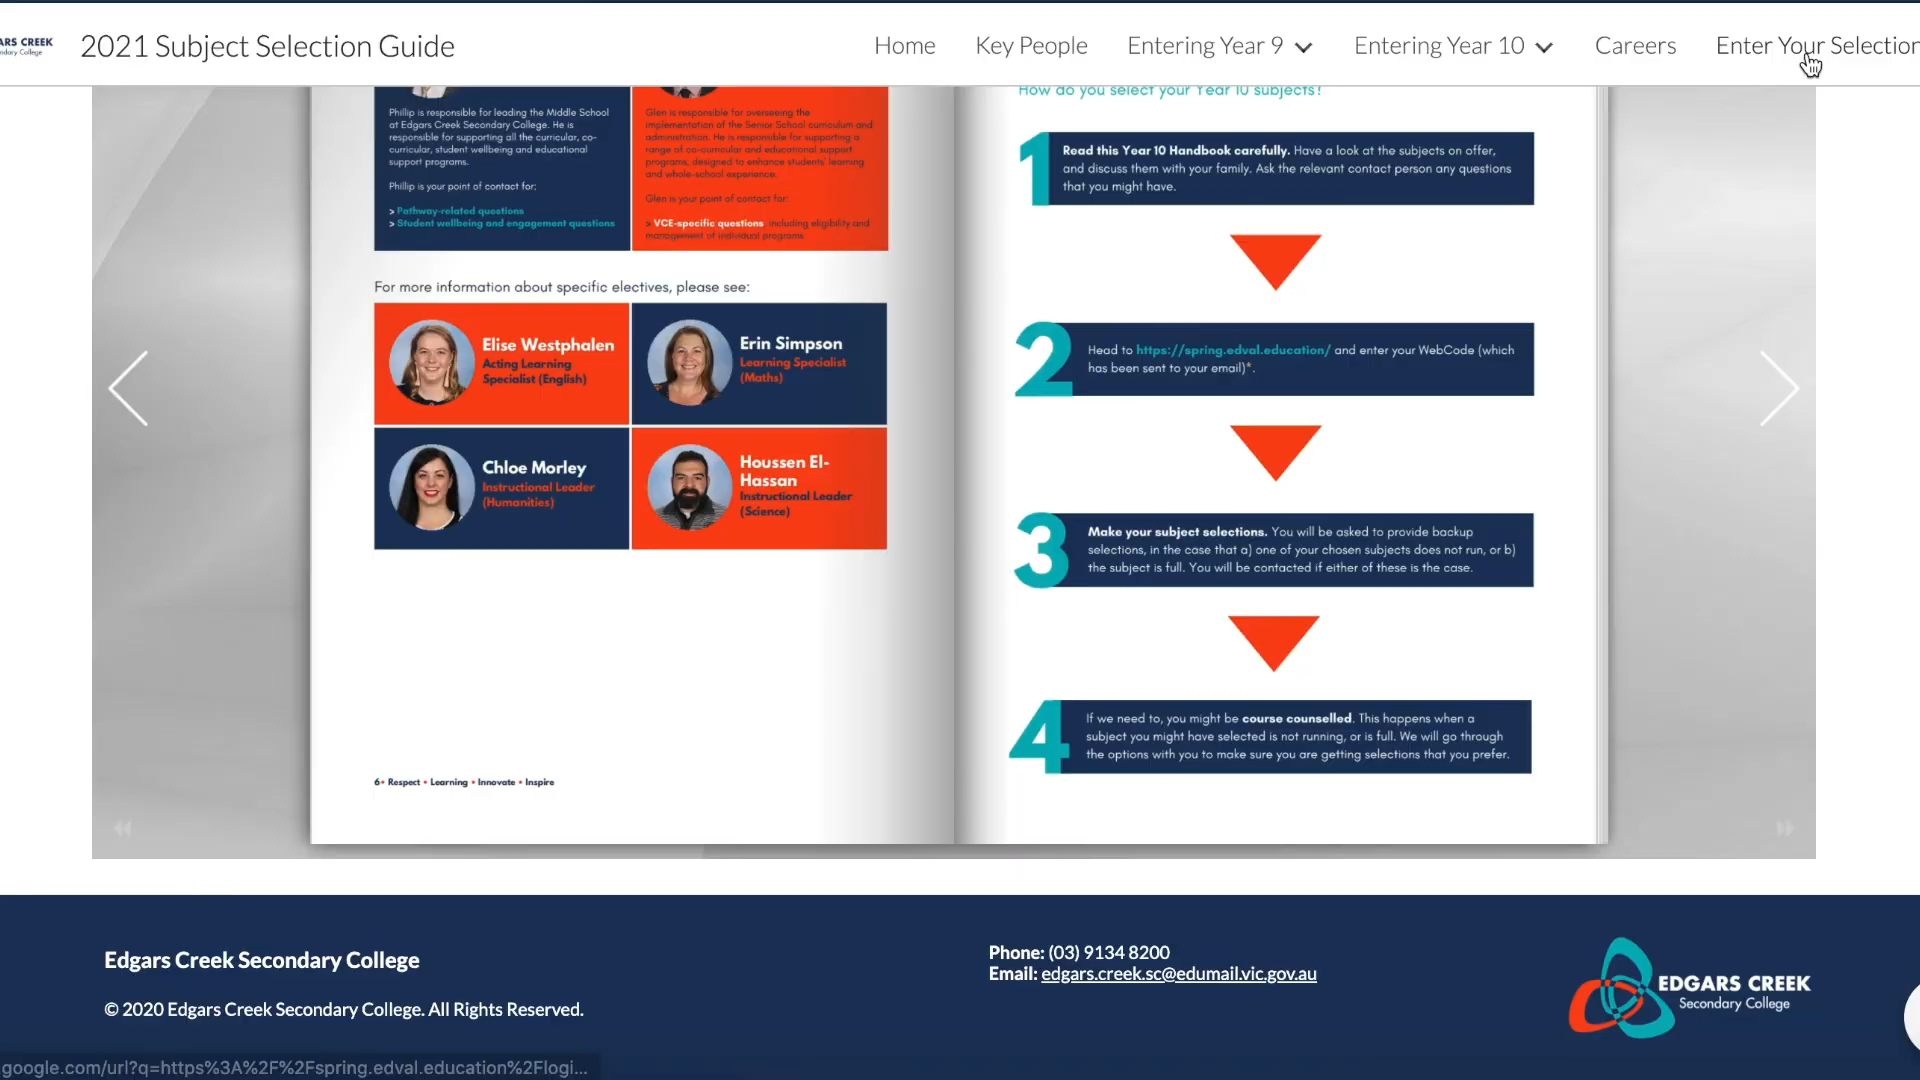 ARS CREEK
ndary College
2021 Subject Selection Guide
Home
Key People
Entering Year 9
Entering Year 10
Careers
Enter Your Selection
Phillip is responsible for leading the Middle School
at Edgars Creek Secondary College. He is
responsible for supporting all the curricular, co-
curricular, student wellbeing and educational
support programs.
Phillip is your point of contact for:
> Pathway-related questions
> Student wellbeing and engagement questions
Glen is responsible for overseeing the
implementation of the Senior School curriculum and
administration. He is responsible for supporting a
range of co-curricular and educational support
programs, designed to enhance students' learning
and whole-school experience.
Glen is your point of contact for:
> VCE-specific questions including eligibility and
management of individual programs
For more information about specific electives, please see:
Elise Westphalen
Acting Learning
Specialist (English)
Erin Simpson
Learning Specialist
(Maths)
Chloe Morley
Instructional Leader
(Humanities)
Houssen El-
Hassan
Instructional Leader
(Science)
6• Respect • Learning • Innovate • Inspire
How do you select your Year 10 subjects?
1
Read this Year 10 Handbook carefully. Have a look at the subjects on offer,
and discuss them with your family. Ask the relevant contact person any questions
that you might have.
2
Head to https://spring.edval.education/ and enter your WebCode (which
has been sent to your email)*.
3
Make your subject selections. You will be asked to provide backup
selections, in the case that a) one of your chosen subjects does not run, or b)
the subject is full. You will be contacted if either of these is the case.
4
If we need to, you might be course counselled. This happens when a
subject you might have selected is not running, or is full. We will go through
the options with you to make sure you are getting selections that you prefer.
Edgars Creek Secondary College
© 2020 Edgars Creek Secondary College. All Rights Reserved.
Phone: (03) 9134 8200
Email: edgars.creek.sc@edumail.vic.gov.au
EDGARS CREEK
Secondary College
google.com/url?q=https%3A%2F%2Fspring.edval.education%2Flogi...